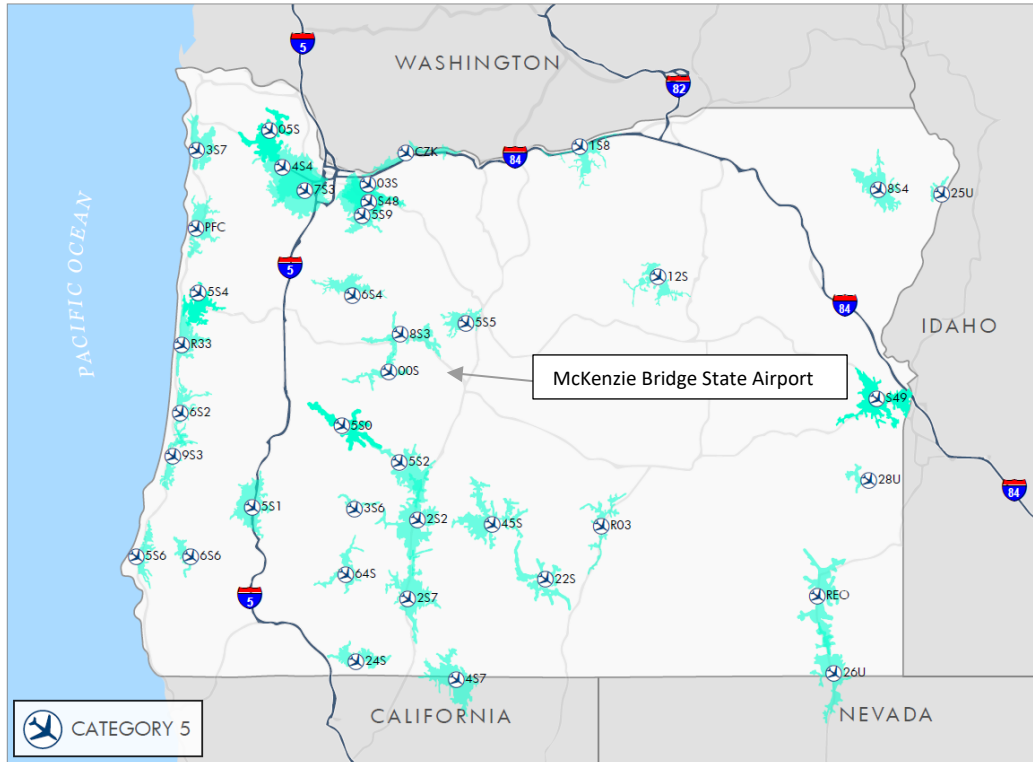 5
WASHINGTON
82
05S
3S7
CZK
1S8
84
4S4
7S3
03S
S48
5S9
8S4
25U
PFC
5
12S
5S4
6S4
84
IDAHO
R33
8S3
5S5
00S
McKenzie Bridge State Airport
PACIFIC OCEAN
S49
6S2
5S0
9S3
5S2
28U
84
5S1
3S6
2S2
45S
R03
5S6
6S6
64S
22S
5
2S7
REO
24S
4S7
26U
CATEGORY 5
CALIFORNIA
NEVADA